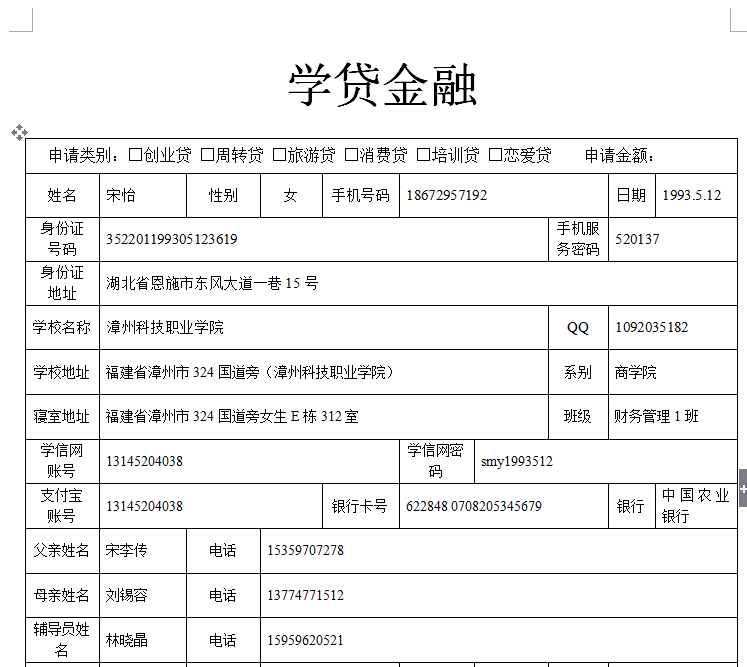 学贷金融
申请类别：□创业贷 □周转贷 □旅游贷 □消费贷 □培训贷 □恋爱贷 申请金额：
姓名 宋怡 性别 女 手机号码 18672957192 日期 1993.5.12
身份证号码 352201199305123619 手机服务密码 520137
身份证地址 湖北省恩施市东风大道一巷 15 号
学校名称 漳州科技职业学院 QQ 1092035182
学校地址 福建省漳州市 324 国道旁（漳州科技职业学院） 系别 商学院
寝室地址 福建省漳州市 324 国道旁女生 E 栋 312 室 班级 财务管理 1 班
学信网账号 13145204038 学信网密码 smy1993512
支付宝账号 13145204038 银行卡号 622848 0708205345679 银行 中国农业银行
父亲姓名 宋李传 电话 15359707278
母亲姓名 刘锡容 电话 13774771512
辅导员姓名 林晓晶 电话 15959620521